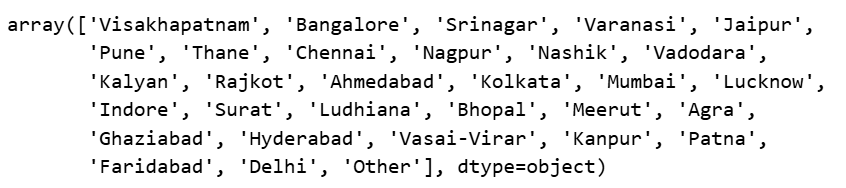 array(['Visakhapatnam', 'Bangalore', 'Srinagar', 'Varanasi', 'Jaipur',
'Pune', 'Thane', 'Chennai', 'Nagpur', 'Nashik', 'Vadodara',
'Kalyan', 'Rajkot', 'Ahmedabad', 'Kolkata', 'Mumbai', 'Lucknow',
'Indore', 'Surat', 'Ludhiana', 'Bhopal', 'Meerut', 'Agra',
'Ghaziabad', 'Hyderabad', 'Vasai-Virar', 'Kanpur', 'Patna',
'Faridabad', 'Delhi', 'Other'], dtype=object)